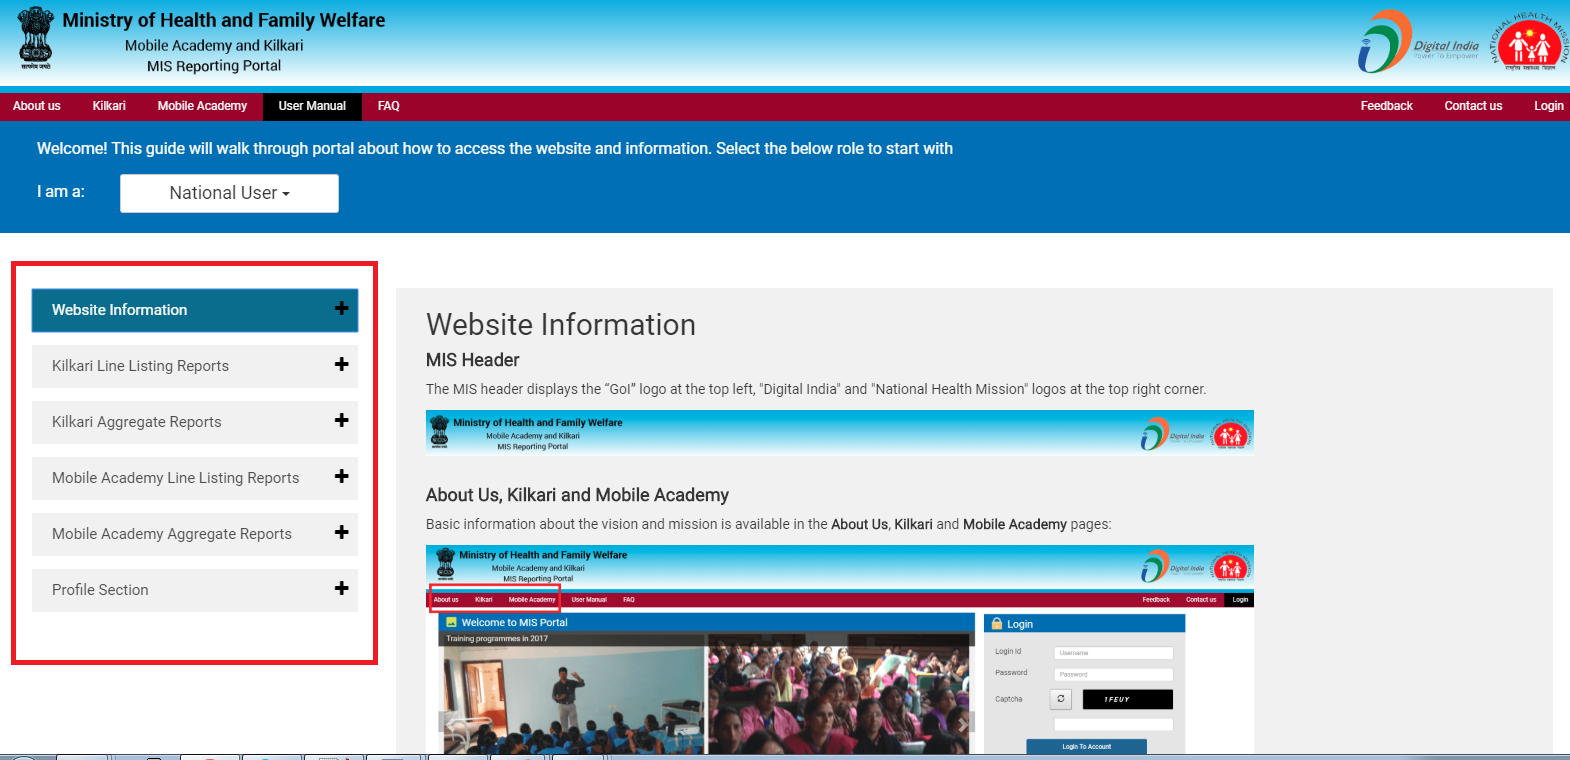 Ministry of Health and Family Welfare
Mobile Academy and Kilkari
MIS Reporting Portal
सत्यमेव जयते
Digital India
Power To Empower
NATIONAL HEALTH MISSION
राष्ट्रीय स्वास्थ्य मिशन
About us Kilkari Mobile Academy User Manual FAQ Feedback Contact us Login
Welcome! This guide will walk through portal about how to access the website and information. Select the below role to start with
I am a: National User
Website Information
Kilkari Line Listing Reports
Kilkari Aggregate Reports
Mobile Academy Line Listing Reports
Mobile Academy Aggregate Reports
Profile Section
Website Information
MIS Header
The MIS header displays the “GoI” logo at the top left, "Digital India" and "National Health Mission" logos at the top right corner.
Ministry of Health and Family Welfare
Mobile Academy and Kilkari
MIS Reporting Portal
Digital India
About Us, Kilkari and Mobile Academy
Basic information about the vision and mission is available in the About Us, Kilkari and Mobile Academy pages:
Ministry of Health and Family Welfare
Mobile Academy and Kilkari
MIS Reporting Portal
Digital India
About us Kilkari Mobile Academy User Manual FAQ Feedback Contact us Login
Welcome to MIS Portal
Training programmes in 2017
Login
Login Id Username
Password Password
Captcha 1FEUY
Login To Account